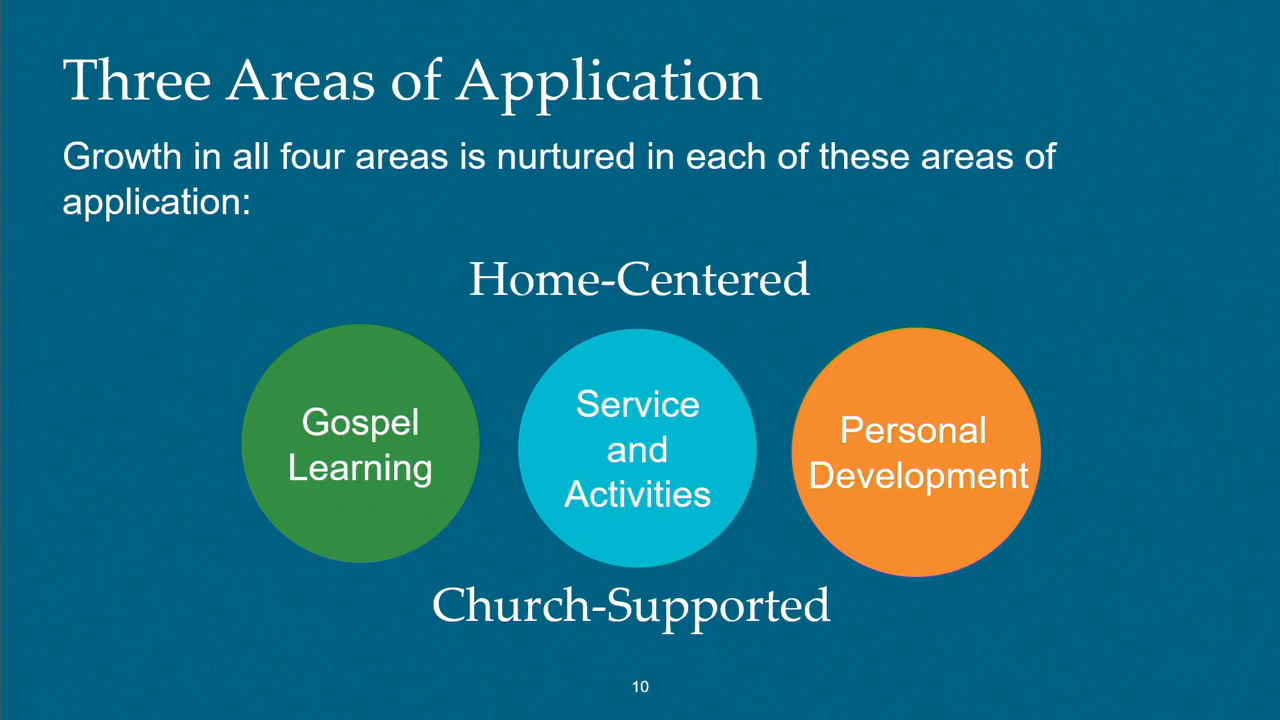 Three Areas of Application
Growth in all four areas is nurtured in each of these areas of
application:
Home-Centered
Gospel
Learning
Service
and
Activities
Personal
Development
Church-Supported
10